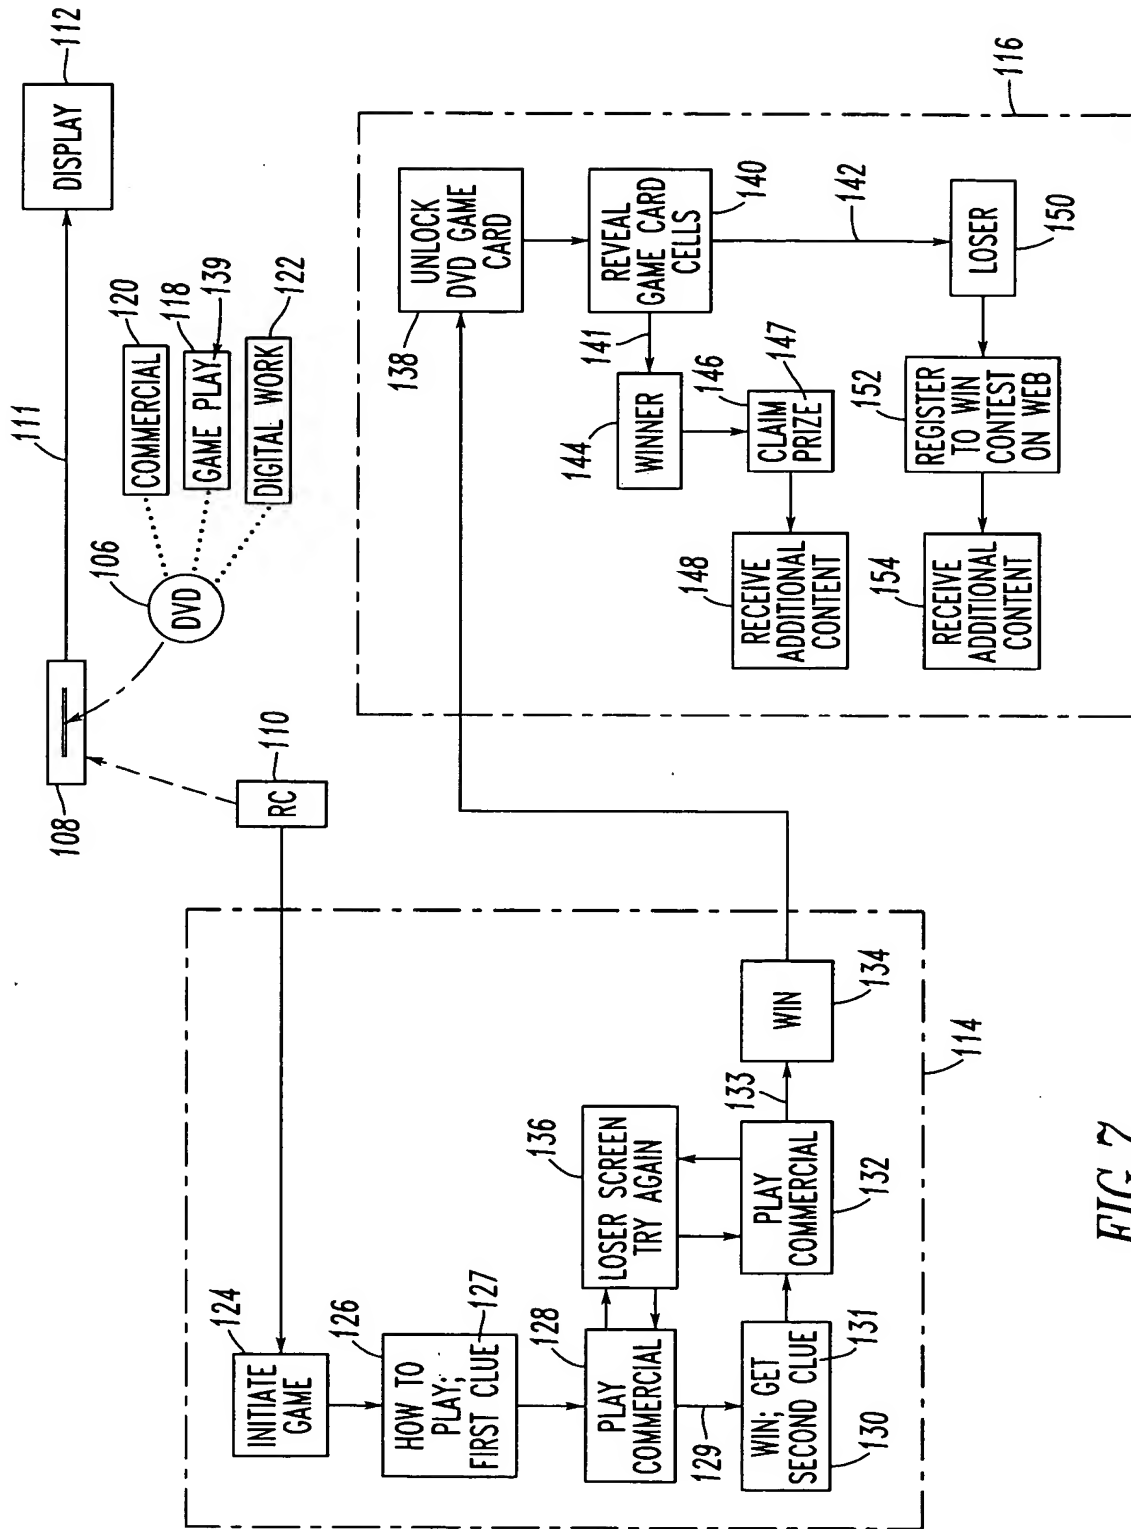 111
DISPLAY
112
108
106
DVD
COMMERCIAL
120
GAME PLAY
118
139
DIGITAL WORK
122
RC
110
124
INITIATE
GAME
126
HOW TO
PLAY;
FIRST CLUE
127
128
PLAY
COMMERCIAL
129
136
LOSER SCREEN
TRY AGAIN
WIN; GET
SECOND CLUE
130
131
PLAY
COMMERCIAL
132
133
WIN
134
114
UNLOCK
DVD GAME
CARD
138
REVEAL
GAME CARD
CELLS
140
141
142
WINNER
144
146
CLAIM
PRIZE
147
148
RECEIVE
ADDITIONAL
CONTENT
LOSER
150
152
REGISTER
TO WIN
CONTEST
ON WEB
154
RECEIVE
ADDITIONAL
CONTENT
116
FIG. 7